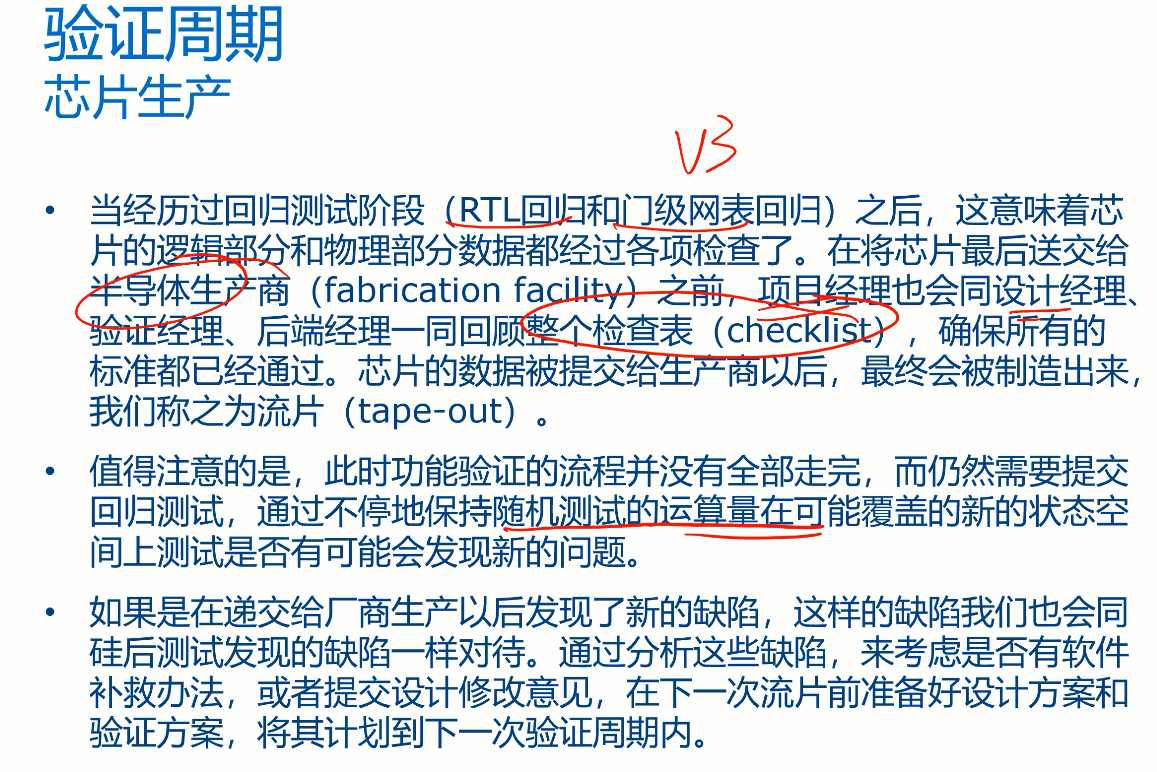 验证周期
芯片生产
V3
• 当经历过回归测试阶段（RTL回归和门级网表回归）之后，这意味着芯
片的逻辑部分和物理部分数据都经过各项检查了。在将芯片最后送交给
半导体生产商（fabrication facility）之前，项目经理也会同设计经理、
验证经理、后端经理一同回顾整个检查表（checklist），确保所有的
标准都已经通过。芯片的数据被提交给生产商以后，最终会被制造出来，
我们称之为流片（tape-out）。
• 值得注意的是，此时功能验证的流程并没有全部走完，而仍然需要提交
回归测试，通过不停地保持随机测试的运算量在可能覆盖的新的状态空
间上测试是否有可能会发现新的问题。
• 如果是在递交给厂商生产以后发现了新的缺陷，这样的缺陷我们也会同
硅后测试发现的缺陷一样对待。通过分析这些缺陷，来考虑是否有软件
补救办法，或者提交设计修改意见，在下一次流片前准备好设计方案和
验证方案，将其计划到下一次验证周期内。